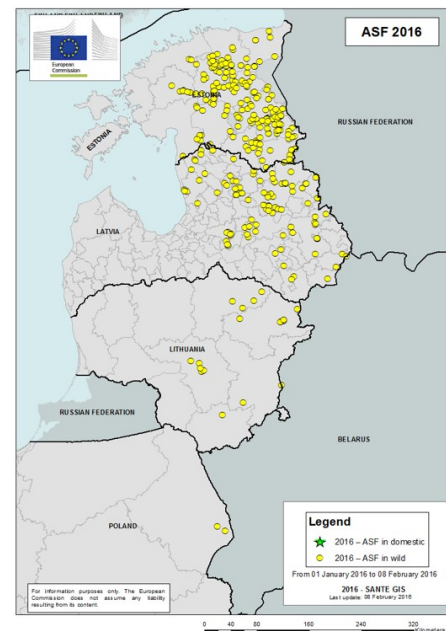 ASF 2016
European
Commission
ESTONIA
ESTONIA
RUSSIAN FEDERATION
LATVIA
LITHUANIA
RUSSIAN FEDERATION
BELARUS
POLAND
Legend
2016 – ASF in domestic
2016 – ASF in wild
From 01 January 2016 to 08 February 2016
2016 - SANTE GIS
Last update: 08 February 2016
For information purposes only. The European
Commission does not assume any liability
resulting from its content.
0 40 80 160 240 320
Kilometers